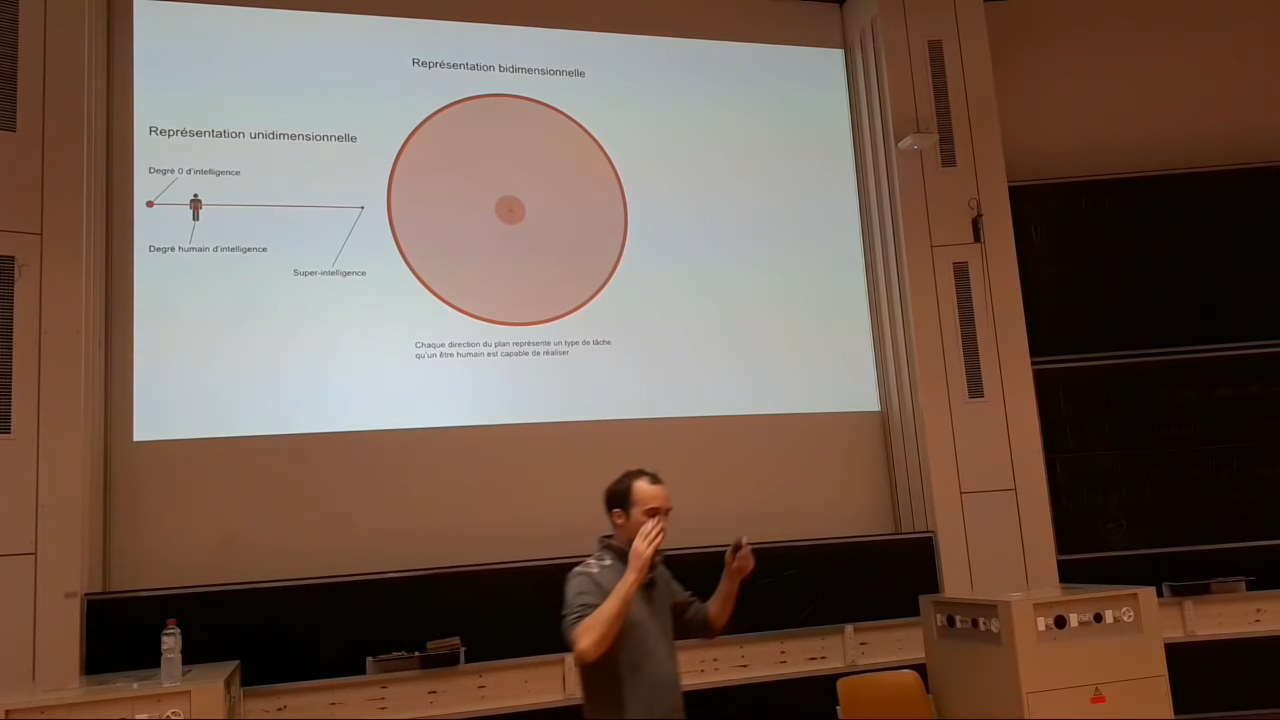 Représentation bidimensionnelle
Représentation unidimensionnelle
Degré 0 d'intelligence
Degré humain d'intelligence
Super-intelligence
Chaque direction du plan représente un type de tâche
qu'un être humain est capable de réaliser.